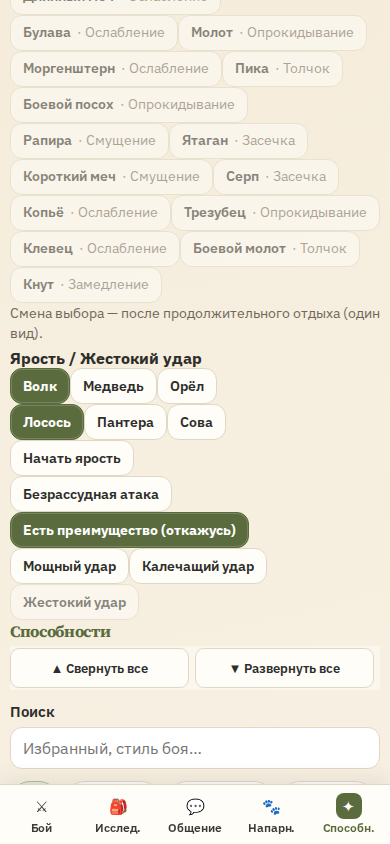 Булава · Ослабление Молот · Опрокидывание
Моргенштерн · Ослабление Пика · Толчок
Боевой посох · Опрокидывание
Рапира · Смущение Ятаган · Засечка
Короткий меч · Смущение Серп · Засечка
Копьё · Ослабление Трезубец · Опрокидывание
Клевец · Ослабление Боевой молот · Толчок
Кнут · Замедление
Смена выбора — после продолжительного отдыха (один
вид).
Ярость / Жестокий удар
Волк Медведь Орёл
Лосось Пантера Сова
Начать ярость
Безрассудная атака
Есть преимущество (откажусь)
Мощный удар Калечащий удар
Жестокий удар
Способности
▲ Свернуть все ▼ Развернуть все
Поиск
Избранный, стиль боя...
Бой Исслед. Общение Напарн. Способн.